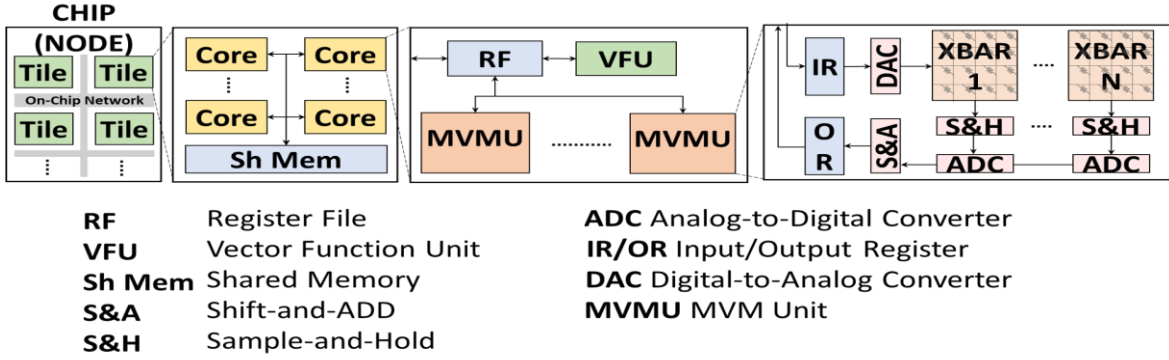 CHIP
(NODE)
Tile Tile
On-Chip Network
Tile Tile
Core Core
Core Core
Sh Mem
RF VFU
MVMU MVMU
IR DAC XBAR 1 XBAR N
S&H S&H
OR S&A ADC ADC
RF Register File
VFU Vector Function Unit
Sh Mem Shared Memory
S&A Shift-and-ADD
S&H Sample-and-Hold
ADC Analog-to-Digital Converter
IR/OR Input/Output Register
DAC Digital-to-Analog Converter
MVMU MVM Unit